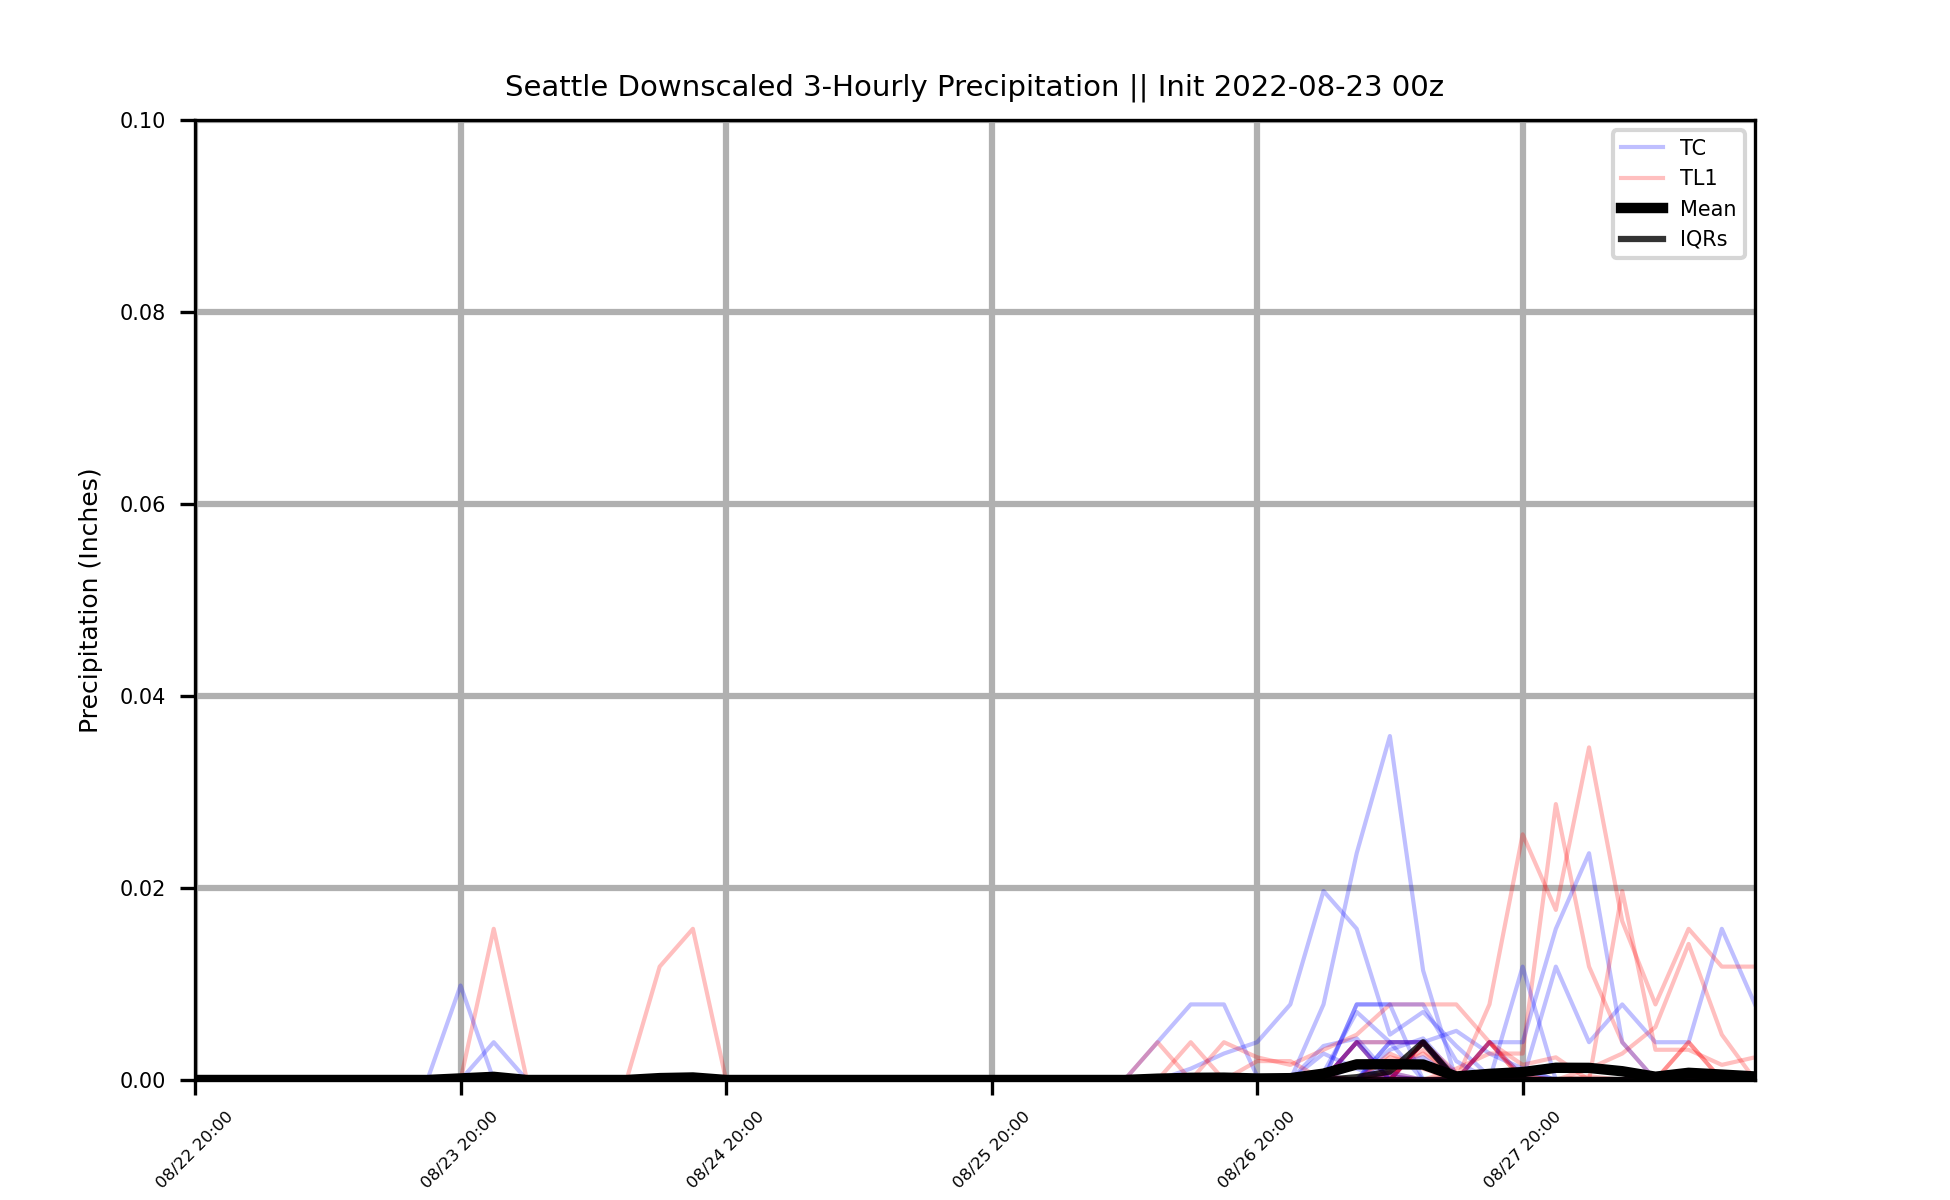 Seattle Downscaled 3-Hourly Precipitation || Init 2022-08-23 00z
0.10
0.08
0.06
0.04
0.02
0.00
Precipitation (Inches)
TC
TL1
Mean
IQRs
08/22 20:00
08/23 20:00
08/24 20:00
08/25 20:00
08/26 20:00
08/27 20:00